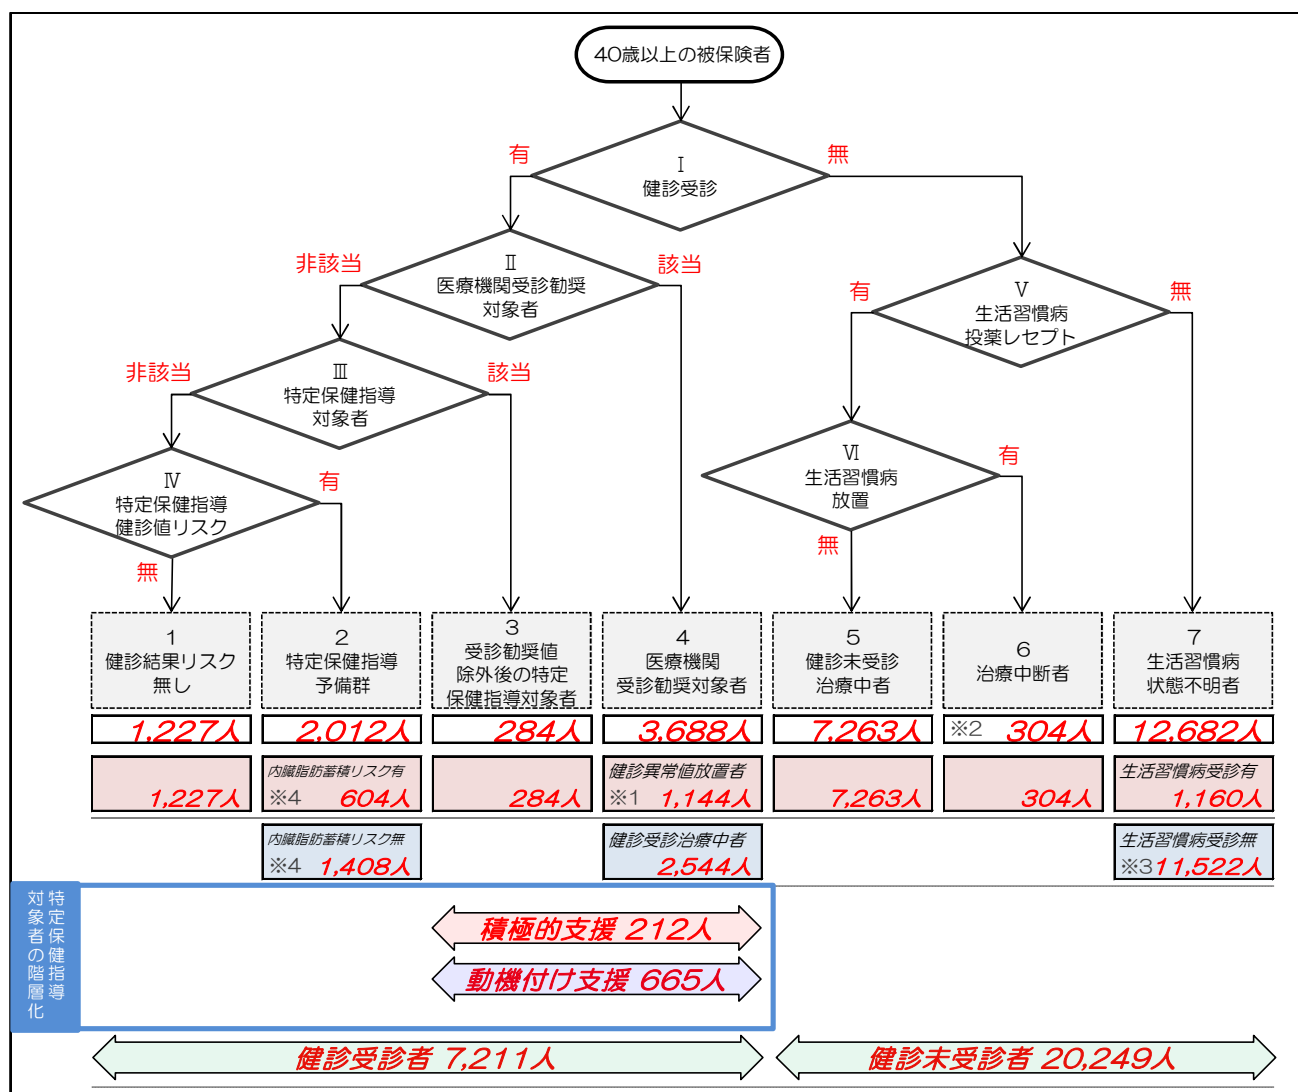 40歳以上の被保険者
Ⅰ
健診受診
有
無
Ⅱ
医療機関受診勧奨
対象者
非該当
該当
Ⅴ
生活習慣病
投薬レセプト
有
無
Ⅲ
特定保健指導
対象者
非該当
該当
Ⅵ
生活習慣病
放置
有
無
Ⅳ
特定保健指導
健診値リスク
有
無
1
健診結果リスク
無し
2
特定保健指導
予備群
3
受診勧奨値
除外後の特定
保健指導対象者
4
医療機関
受診勧奨対象者
5
健診未受診
治療中者
6
治療中断者
7
生活習慣病
状態不明者
1,227人
2,012人
284人
3,688人
7,263人
※2 304人
12,682人
1,227人
内臓脂肪蓄積リスク有
※4 604人
284人
健診異常値放置者
※1 1,144人
7,263人
304人
生活習慣病受診有
1,160人
内臓脂肪蓄積リスク無
※4 1,408人
健診受診治療中者
2,544人
生活習慣病受診無
※3 11,522人
特定保健指導
対象者の階層化
積極的支援 212人
動機付け支援 665人
健診受診者 7,211人
健診未受診者 20,249人